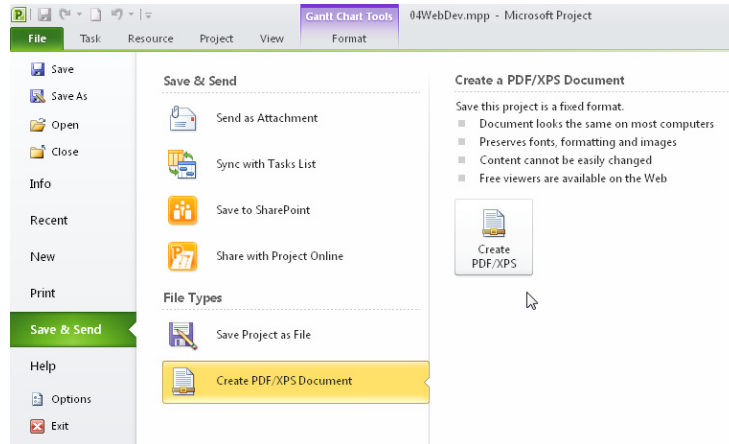 Gantt Chart Tools
04WebDev.mpp - Microsoft Project
File
Task
Resource
Project
View
Format
Save
Save As
Open
Close
Info
Recent
New
Print
Save & Send
Help
Options
Exit
Save & Send
Send as Attachment
Sync with Tasks List
Save to SharePoint
Share with Project Online
File Types
Save Project as File
Create PDF/XPS Document
Create a PDF/XPS Document
Save this project is a fixed format.
Document looks the same on most computers
Preserves fonts, formatting and images
Content cannot be easily changed
Free viewers are available on the Web
Create
PDF/XPS